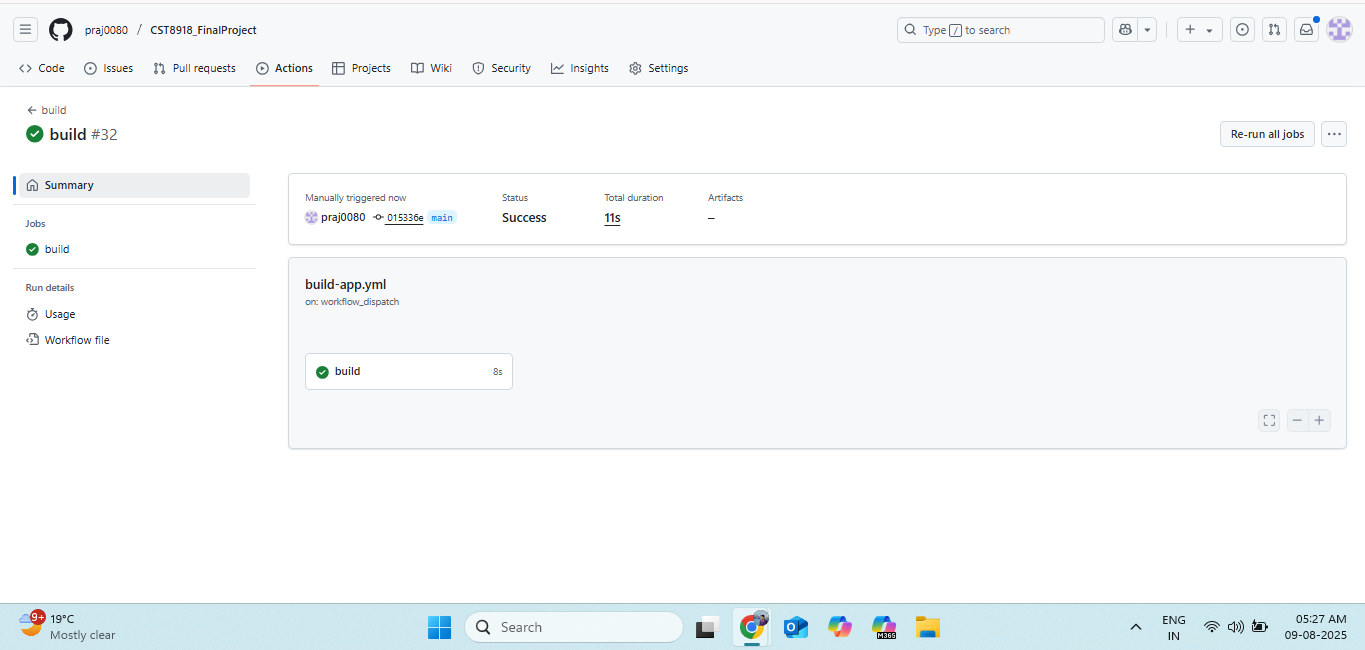 praj0080 / CST8918_FinalProject
Type / to search
Code Issues Pull requests Actions Projects Wiki Security Insights Settings
build
build #32
Re-run all jobs
Summary
Jobs
build
Run details
Usage
Workflow file
Manually triggered now Status Total duration Artifacts
praj0080 015336e main Success 11s –
build-app.yml
on: workflow_dispatch
build 8s
9+ 19°C
Mostly clear
Search
M365
ENG
IN
05:27 AM
09-08-2025